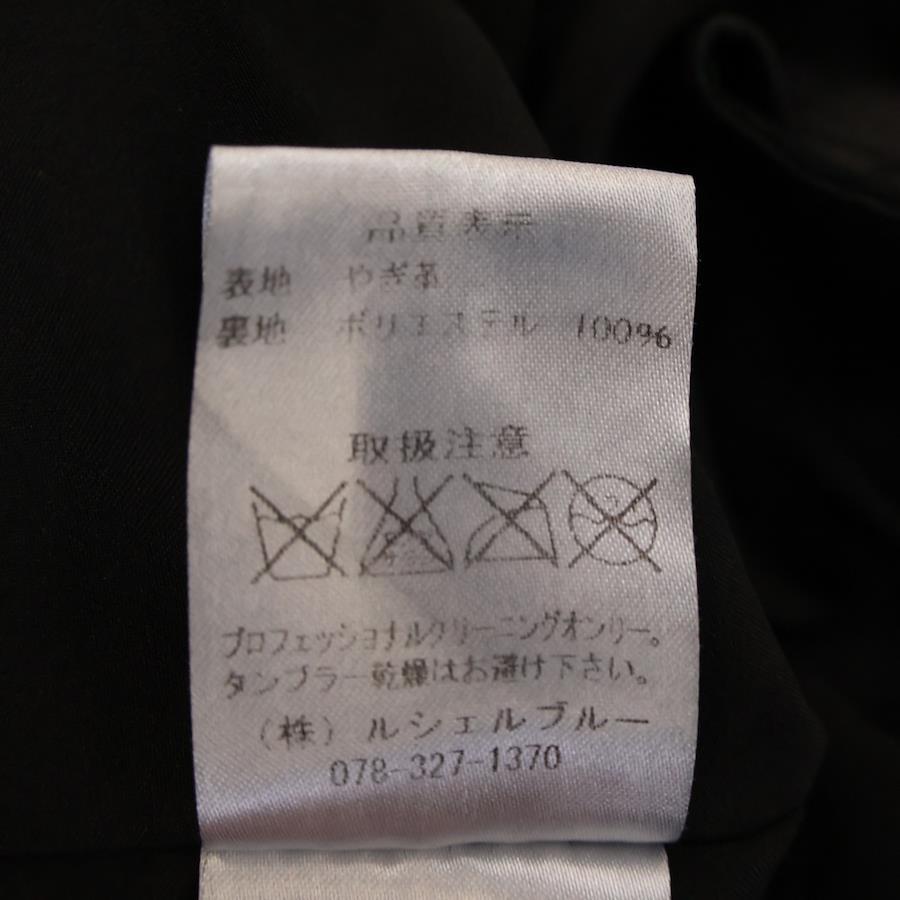 品質表示
表地 やぎ革
裏地 ポリエステル 100%
取扱注意
プロフェッショナルクリーニングオンリー。
タンブラー乾燥はお避け下さい。
(株)ルシェルブルー
078-327-1370